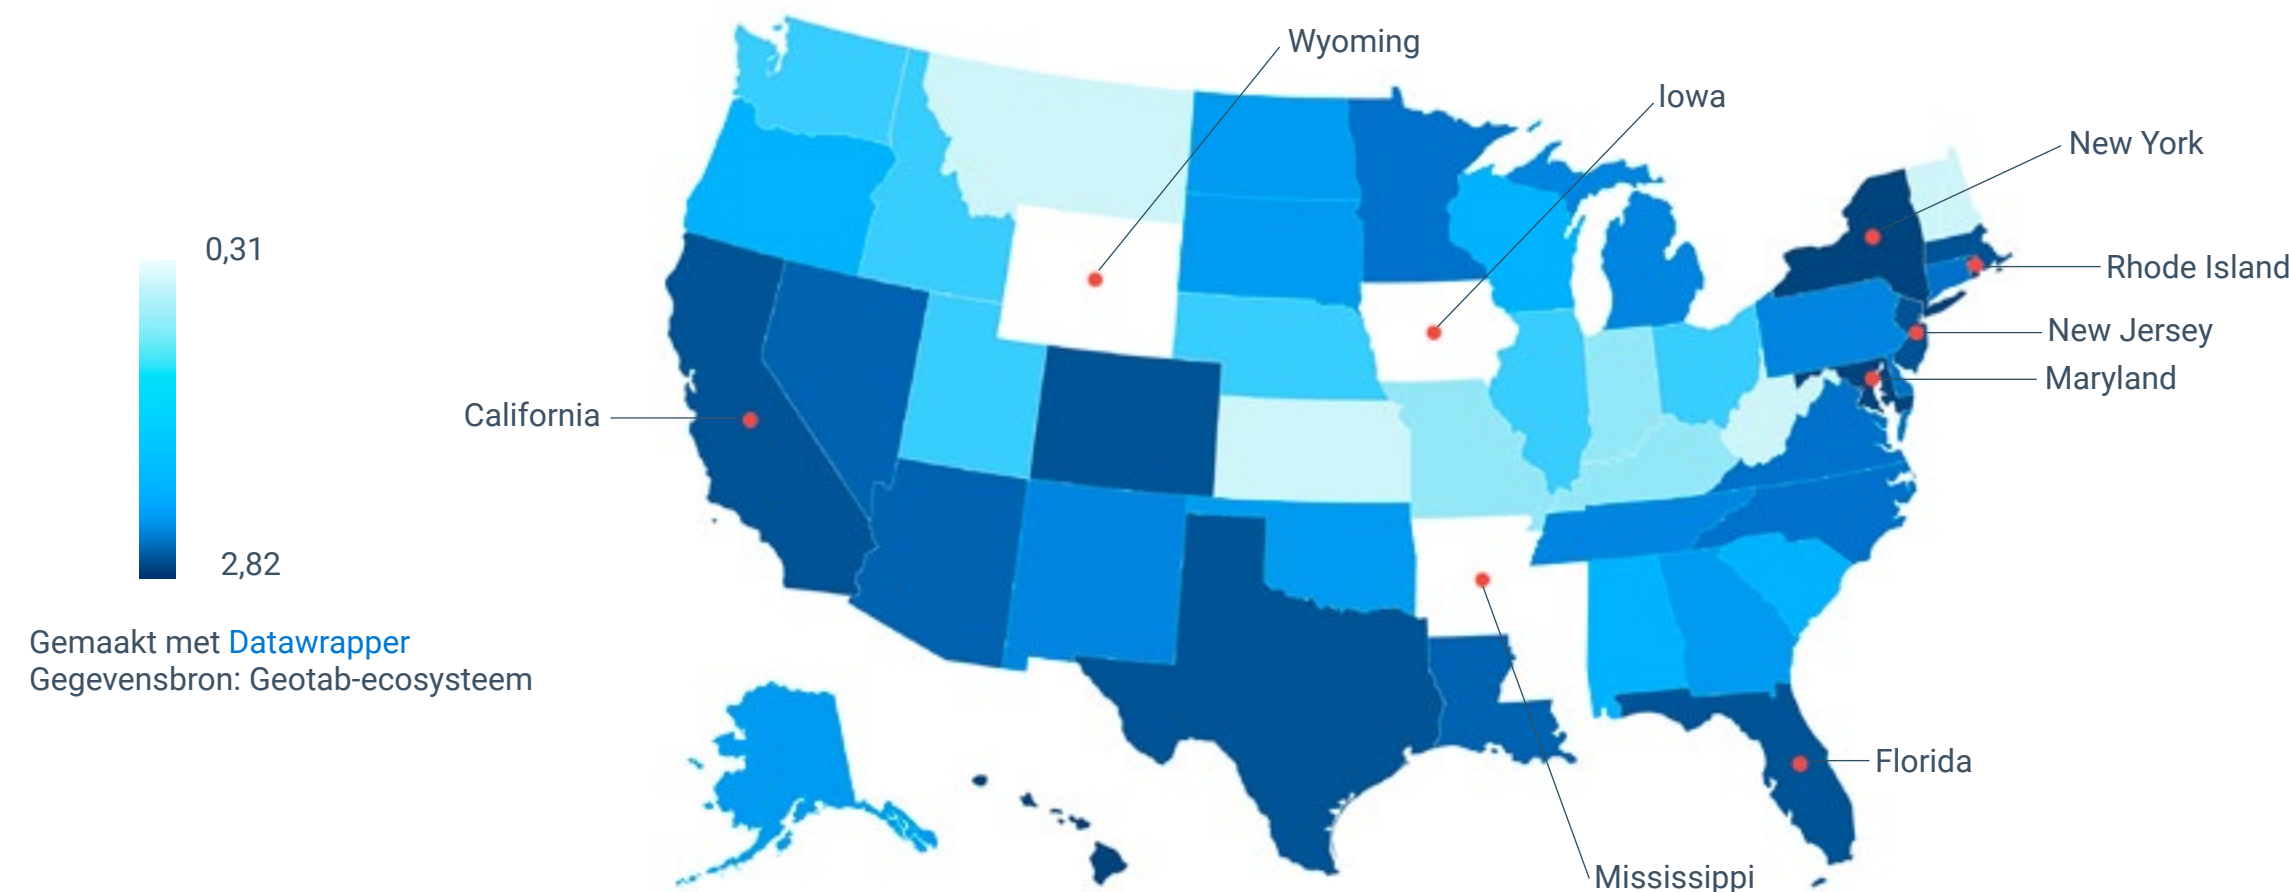 Wyoming
Iowa
New York
0,31
Rhode Island
New Jersey
Maryland
California
2,82
Gemaakt met Datawrapper
Gegevensbron: Geotab-ecosysteem
Florida
Mississippi